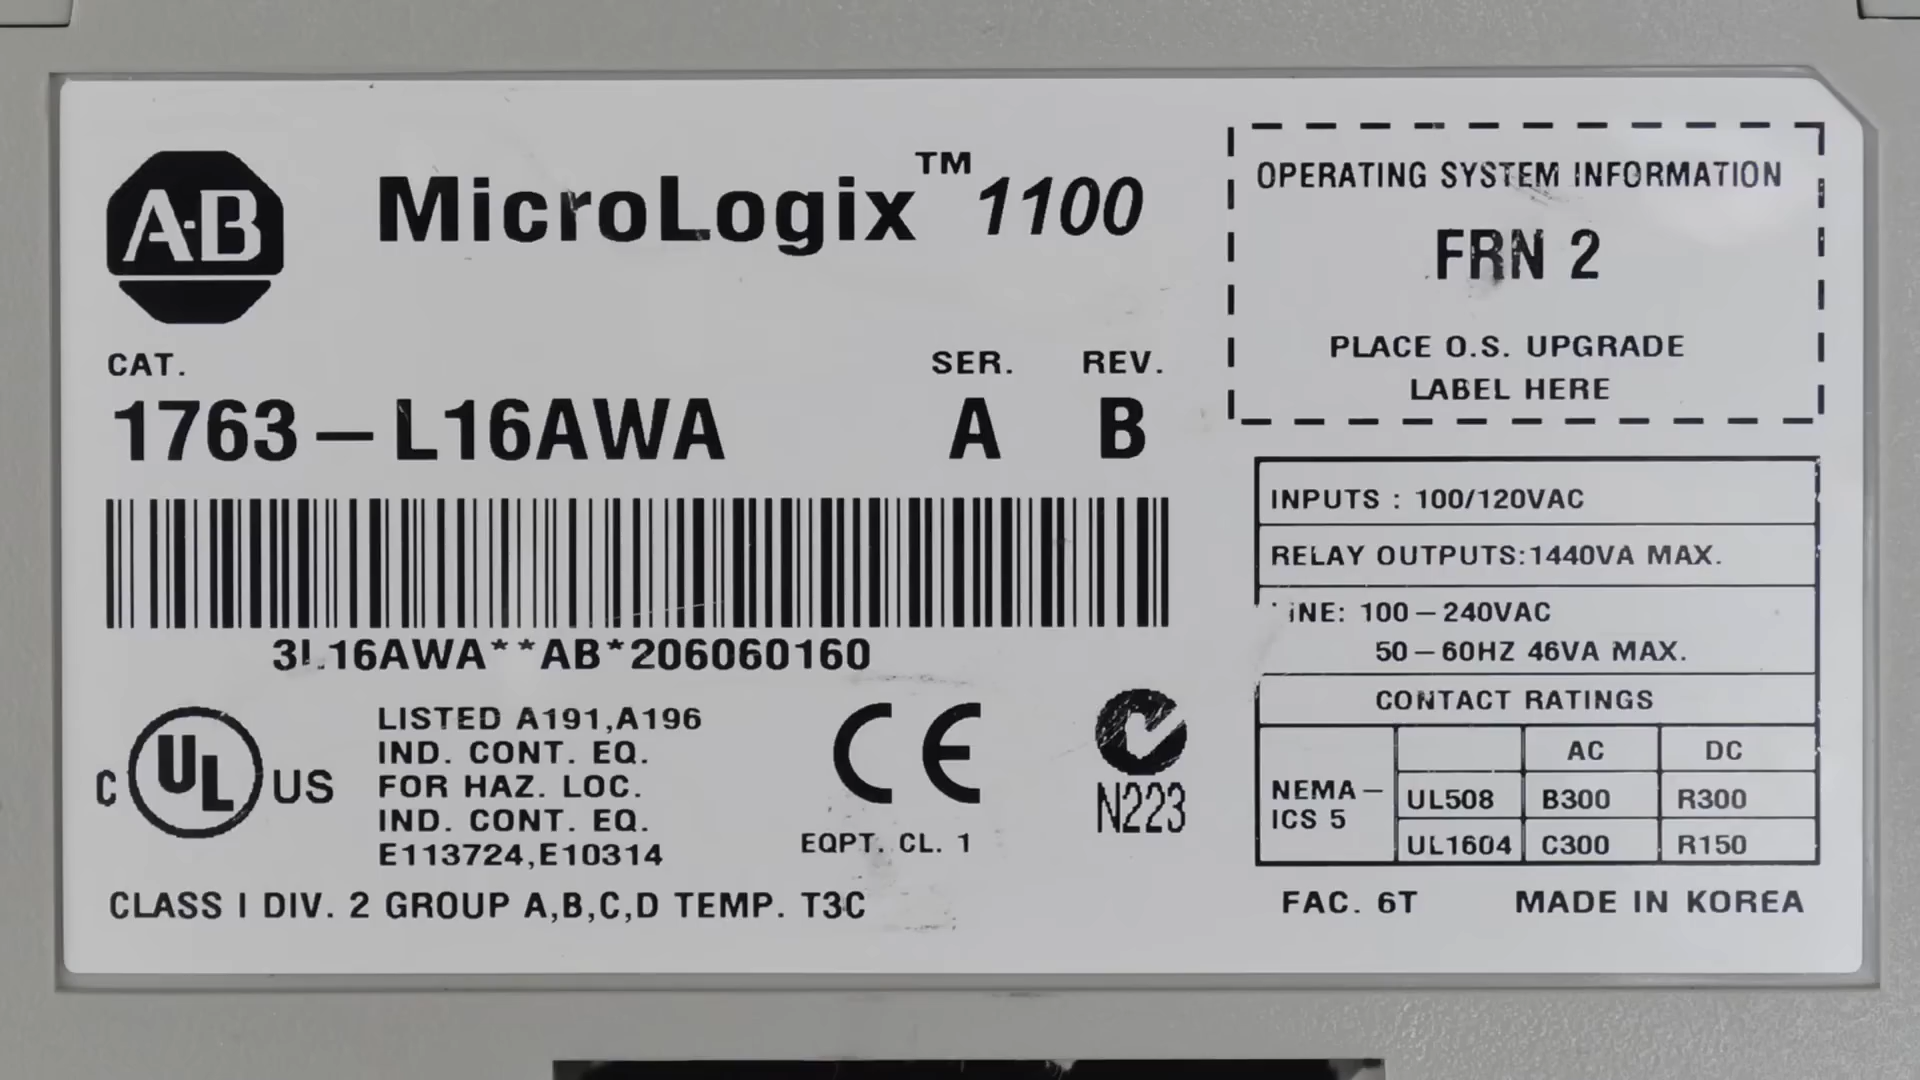 A-B
MicroLogix™ 1100
CAT.
SER.
REV.
1763-L16AWA
A
B
3L16AWA**AB*206060160
C UL US
LISTED A191,A196
IND. CONT. EQ.
FOR HAZ. LOC.
IND. CONT. EQ.
E113724,E10314
CE
EQPT. CL. 1
N223
CLASS I DIV. 2 GROUP A,B,C,D TEMP. T3C
OPERATING SYSTEM INFORMATION
FRN 2
PLACE O.S. UPGRADE
LABEL HERE
INPUTS : 100/120VAC
RELAY OUTPUTS:1440VA MAX.
LINE: 100-240VAC
50-60HZ 46VA MAX.
CONTACT RATINGS
AC DC
NEMA-
ICS 5
UL508 B300 R300
UL1604 C300 R150
FAC. 6T
MADE IN KOREA